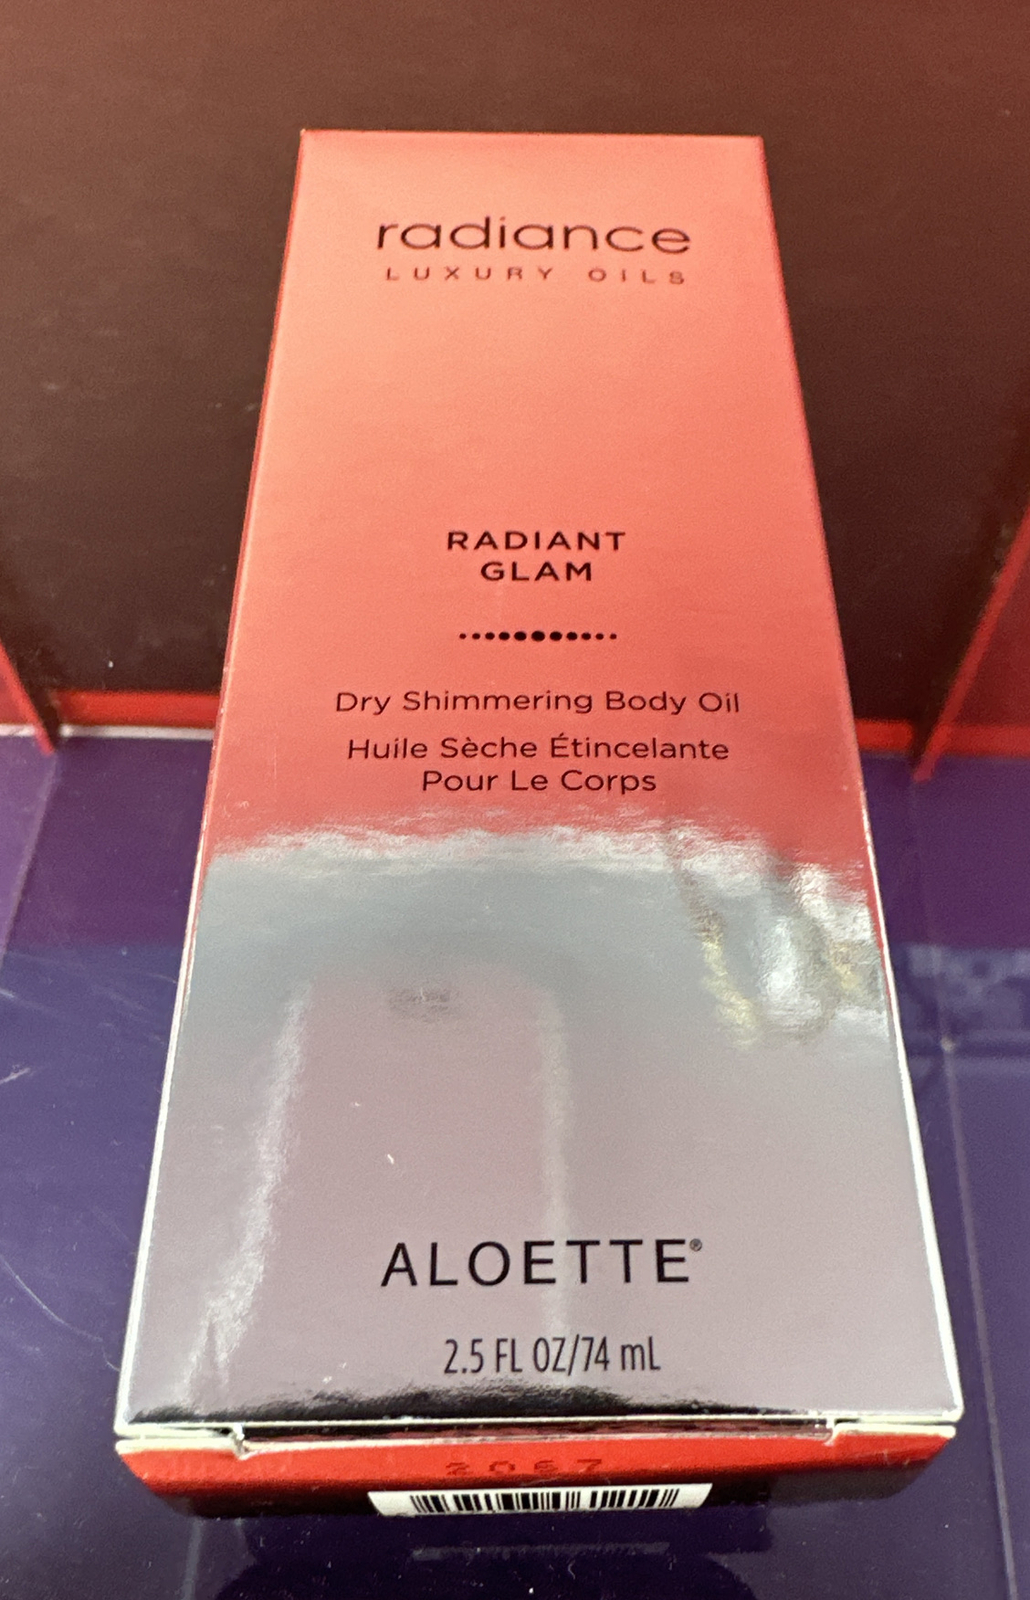 radiance
LUXURY OILS
RADIANT
GLAM
Dry Shimmering Body Oil
Huile Sèche Étincelante
Pour Le Corps
ALOETTE®
2.5 FL OZ/74 mL
2067